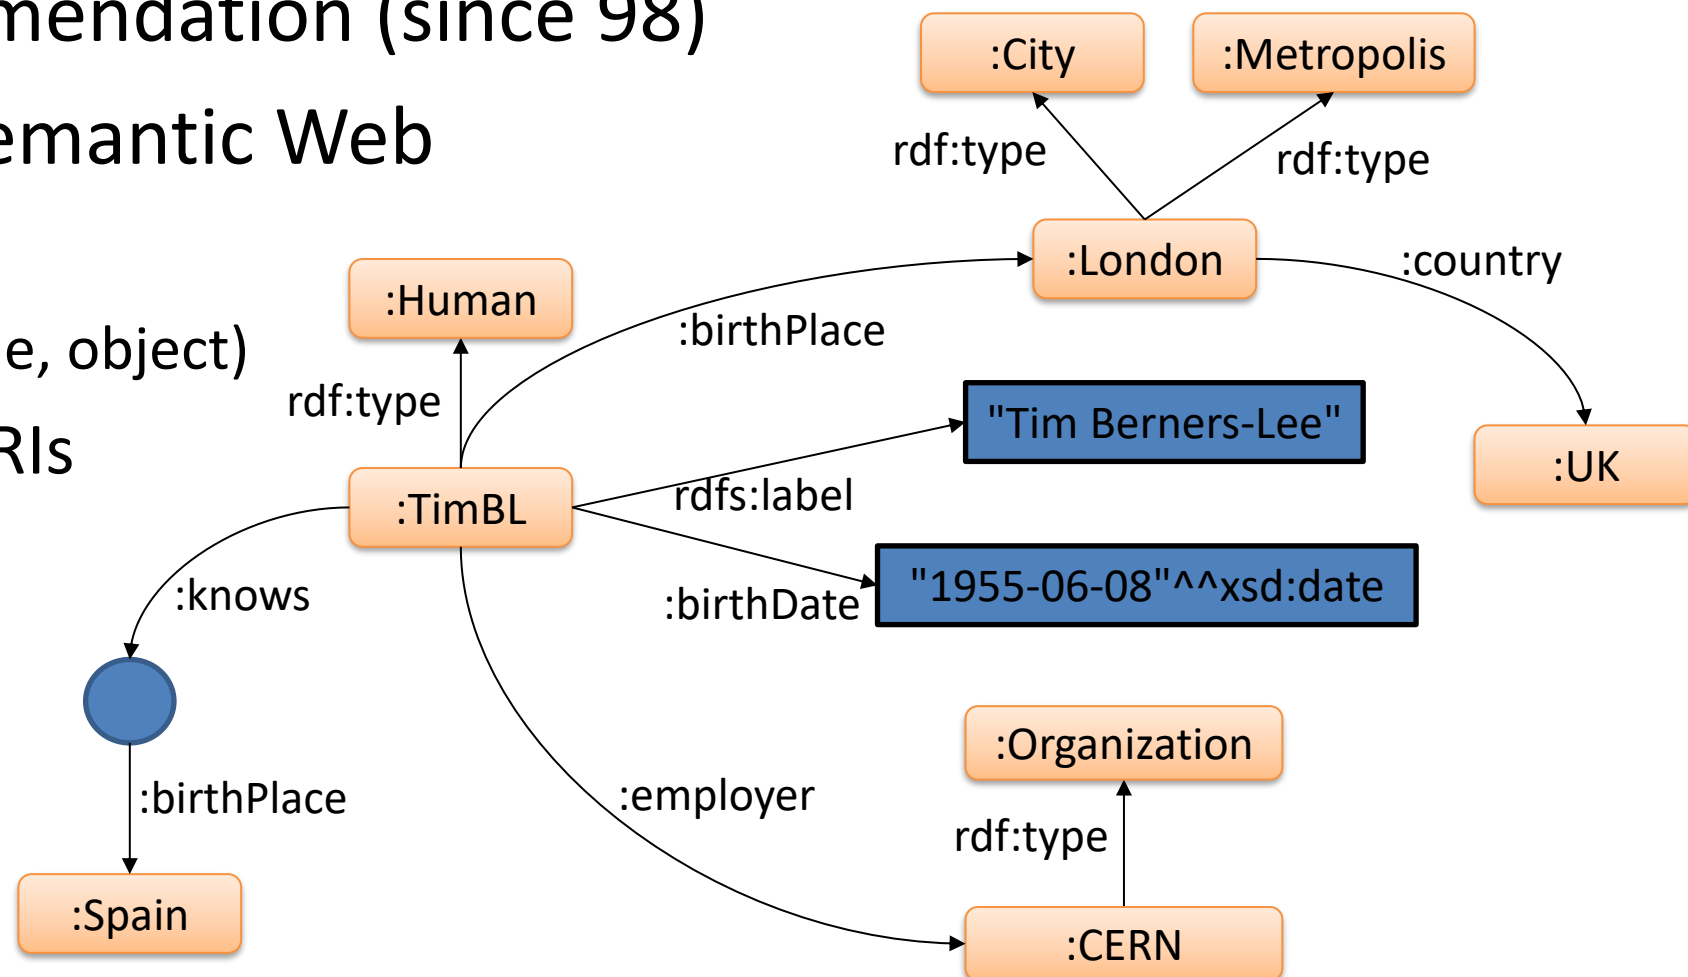 mendation (since 98)
emantic Web
e, object)
RIs
:City
:Metropolis
rdf:type
rdf:type
:London
:country
:Human
:birthPlace
rdf:type
"Tim Berners-Lee"
:UK
:TimBL
rdfs:label
"1955-06-08"^^xsd:date
:knows
:birthDate
:Organization
:birthPlace
:employer
rdf:type
:Spain
:CERN